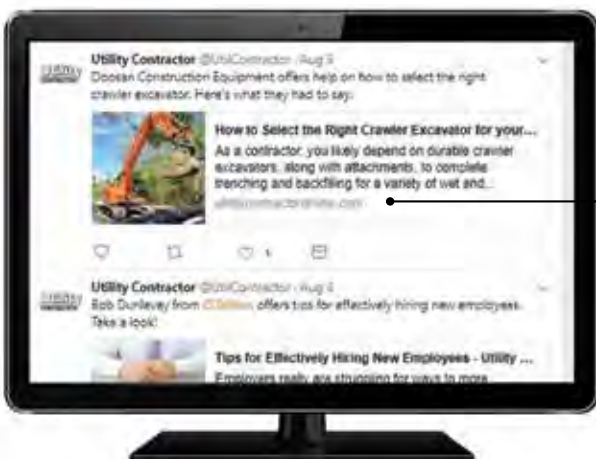 Utility Contractor @UtilContractor · Aug 9
Doosan Construction Equipment offers help on how to select the right
crawler excavator. Here's what they had to say:
How to Select the Right Crawler Excavator for your...
As a contractor, you likely depend on durable crawler
excavators, along with attachments, to complete
trenching and backfilling for a variety of wet and...
utilitycontractoronline.com
Utility Contractor @UtilContractor · Aug
Bob Dunlevey from offers tips for effectively hiring new employees.
Take a look!
Tips for Effectively Hiring New Employees - Utility ...
Employers really are struggling for ways to more